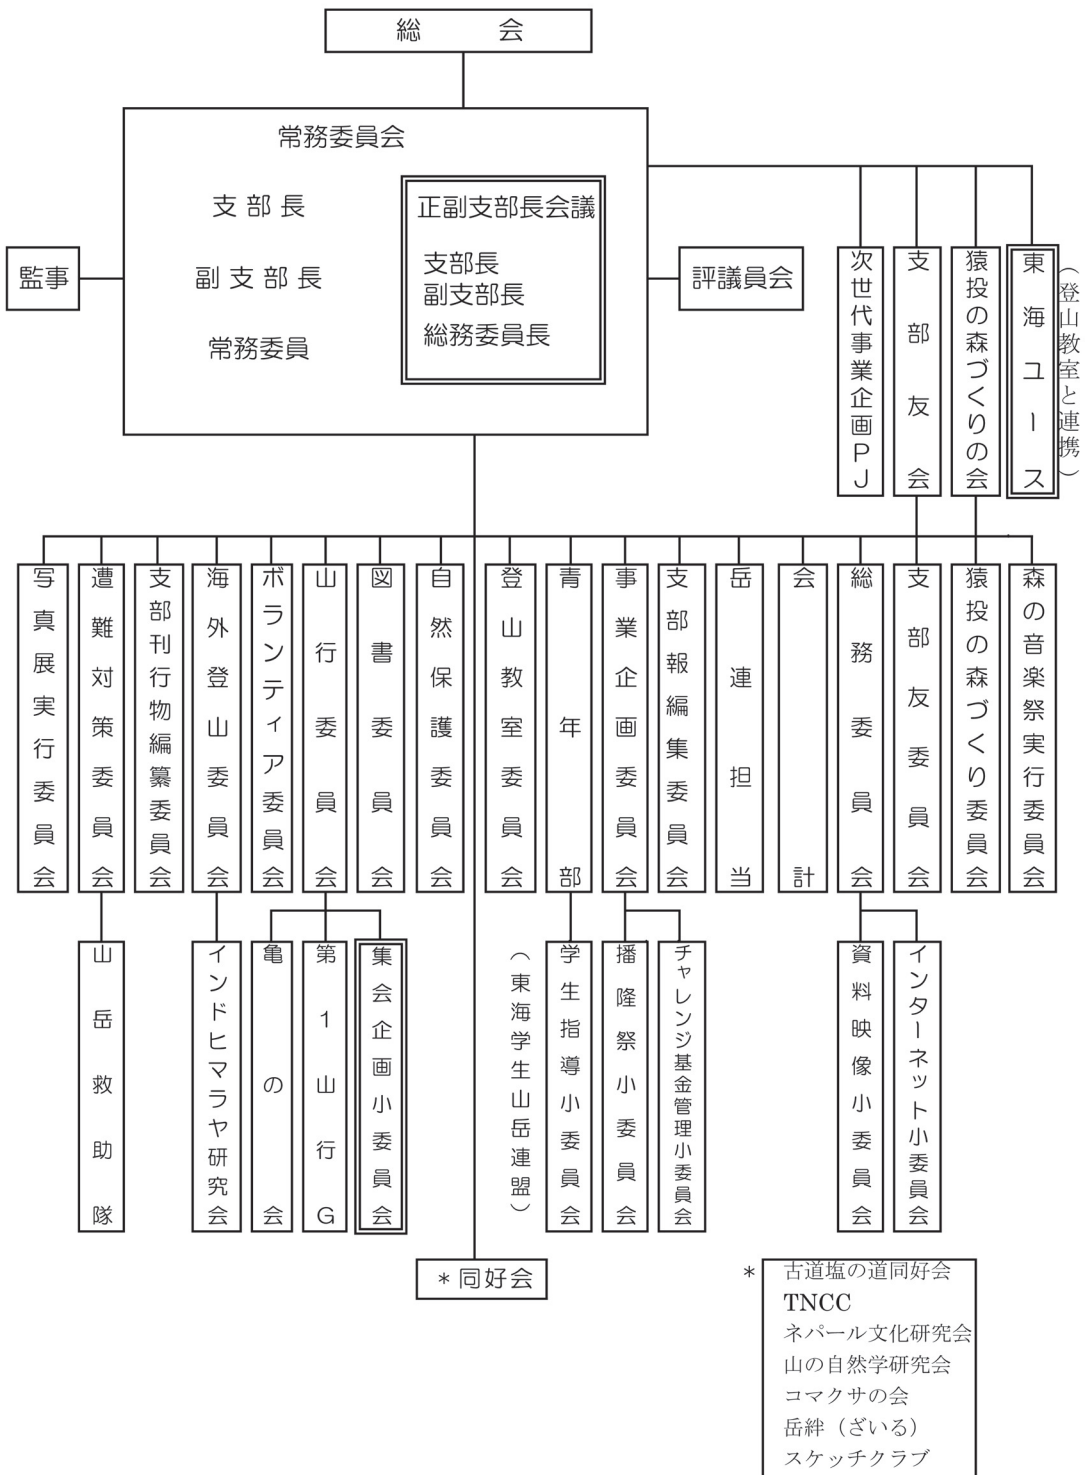 総　会
常務委員会
支部長
副支部長
常務委員
正副支部長会議
支部長
副支部長
総務委員長
監事
評議員会
次世代事業企画ＰＪ
支部友会
猿投の森づくりの会
東海ユース
（登山教室と連携）
写真展実行委員会
遭難対策委員会
支部刊行物編纂委員会
海外登山委員会
ボランティア委員会
山行委員会
図書委員会
自然保護委員会
登山教室委員会
青年部
事業企画委員会
支部報編集委員会
岳連担当
会計
総務委員会
支部友委員会
猿投の森づくり委員会
森の音楽祭実行委員会
山岳救助隊
インドヒマラヤ研究会
亀の会
第１山行Ｇ
集会企画小委員会
（東海学生山岳連盟）
学生指導小委員会
播隆祭小委員会
チャレンジ基金管理小委員会
資料映像小委員会
インターネット小委員会
＊同好会
＊
古道塩の道同好会
TNCC
ネパール文化研究会
山の自然学研究会
コマクサの会
岳絆（ざいる）
スケッチクラブ